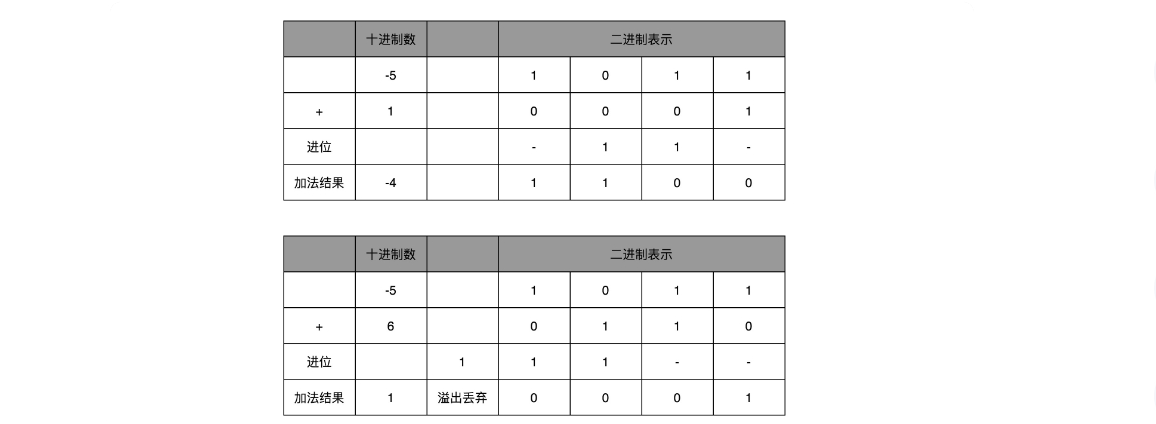 十进制数 二进制表示
-5 1 0 1 1
+ 1 0 0 0 1
进位 - 1 1 -
加法结果 -4 1 1 0 0
十进制数 二进制表示
-5 1 0 1 1
+ 6 0 1 1 0
进位 1 1 1 - -
加法结果 1 溢出丢弃 0 0 0 1